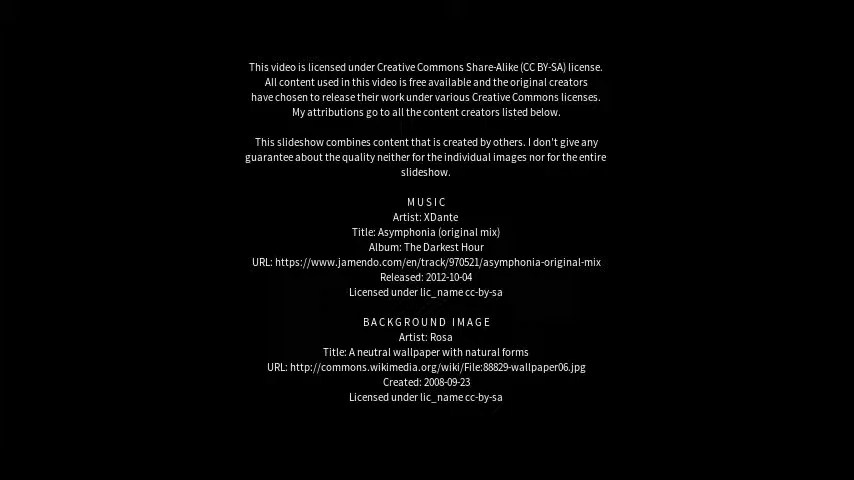 This video is licensed under Creative Commons Share-Alike (CC BY-SA) license.
All content used in this video is free available and the original creators
have chosen to release their work under various Creative Commons licenses.
My attributions go to all the content creators listed below.
This slideshow combines content that is created by others. I don't give any
guarantee about the quality neither for the individual images nor for the entire
slideshow.
MUSIC
Artist: XDante
Title: Asymphonia (original mix)
Album: The Darkest Hour
URL: https://www.jamendo.com/en/track/970521/asymphonia-original-mix
Released: 2012-10-04
Licensed under lic_name cc-by-sa
BACKGROUND IMAGE
Artist: Rosa
Title: A neutral wallpaper with natural forms
URL: http://commons.wikimedia.org/wiki/File:88829-wallpaper06.jpg
Created: 2008-09-23
Licensed under lic_name cc-by-sa